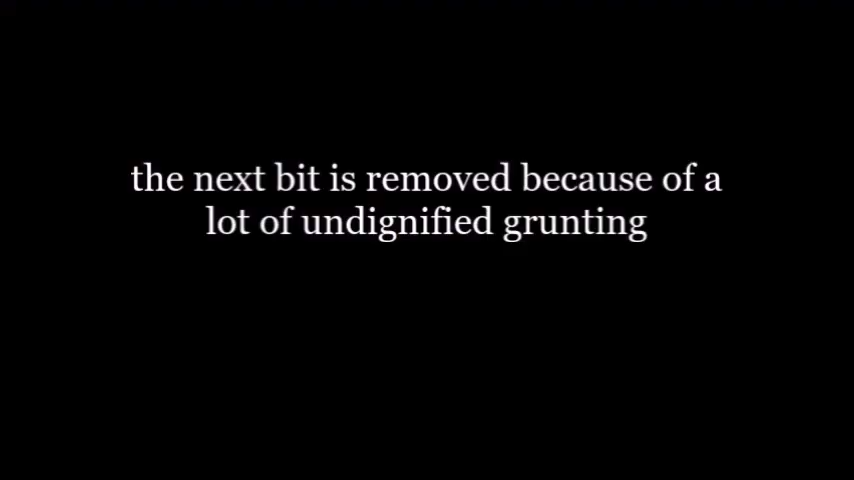 the next bit is removed because of a
lot of undignified grunting